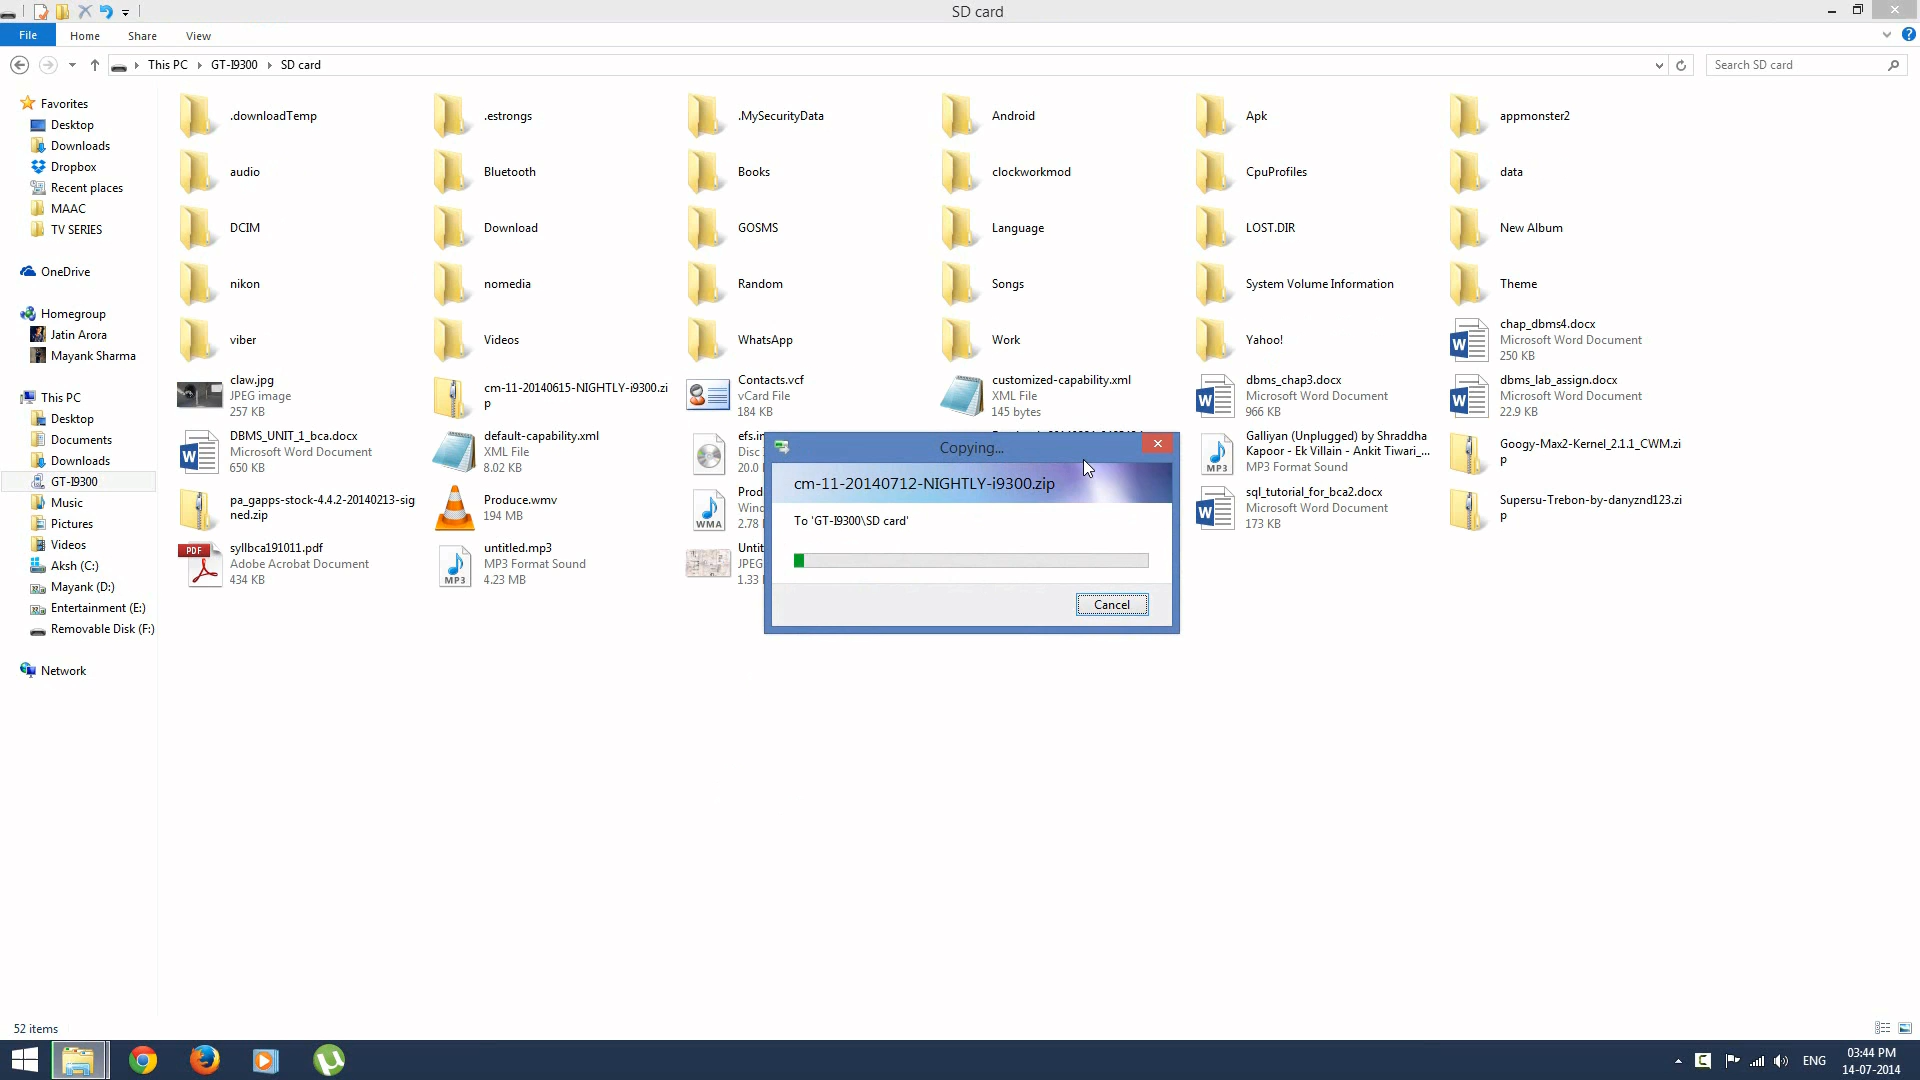 SD card
File
Home
Share
View
This PC
GT-I9300
SD card
Search SD card
Favorites
Desktop
Downloads
Dropbox
Recent places
MAAC
TV SERIES
OneDrive
Homegroup
Jatin Arora
Mayank Sharma
This PC
Desktop
Documents
Downloads
GT-I9300
Music
Pictures
Videos
Aksh (C:)
Mayank (D:)
Entertainment (E:)
Removable Disk (F:)
Network
.downloadTemp
.estrongs
.MySecurityData
Android
Apk
appmonster2
audio
Bluetooth
Books
clockworkmod
CpuProfiles
data
DCIM
Download
GOSMS
Language
LOST.DIR
New Album
nikon
nomedia
Random
Songs
System Volume Information
Theme
viber
Videos
WhatsApp
Work
Yahoo!
chap_dbms4.docx
Microsoft Word Document
250 KB
claw.jpg
JPEG image
257 KB
cm-11-20140615-NIGHTLY-i9300.zi
p
Contacts.vcf
vCard File
184 KB
customized-capability.xml
XML File
145 bytes
dbms_chap3.docx
Microsoft Word Document
966 KB
dbms_lab_assign.docx
Microsoft Word Document
22.9 KB
DBMS_UNIT_1_bca.docx
Microsoft Word Document
650 KB
default-capability.xml
XML File
8.02 KB
efs.in
Disc
20.0
Galliyan (Unplugged) by Shraddha
Kapoor - Ek Villain - Ankit Tiwari_...
MP3 Format Sound
Googy-Max2-Kernel_2.1.1_CWM.zi
p
pa_gapps-stock-4.4.2-20140213-sig
ned.zip
Produce.wmv
194 MB
Prod
Wind
2.78
sql_tutorial_for_bca2.docx
Microsoft Word Document
173 KB
Supersu-Trebon-by-danyznd123.zi
p
syllbca191011.pdf
Adobe Acrobat Document
434 KB
untitled.mp3
MP3 Format Sound
4.23 MB
Untit
JPEG
1.33
Copying...
cm-11-20140712-NIGHTLY-i9300.zip
To 'GT-I9300\SD card'
Cancel
52 items
ENG
03:44 PM
14-07-2014